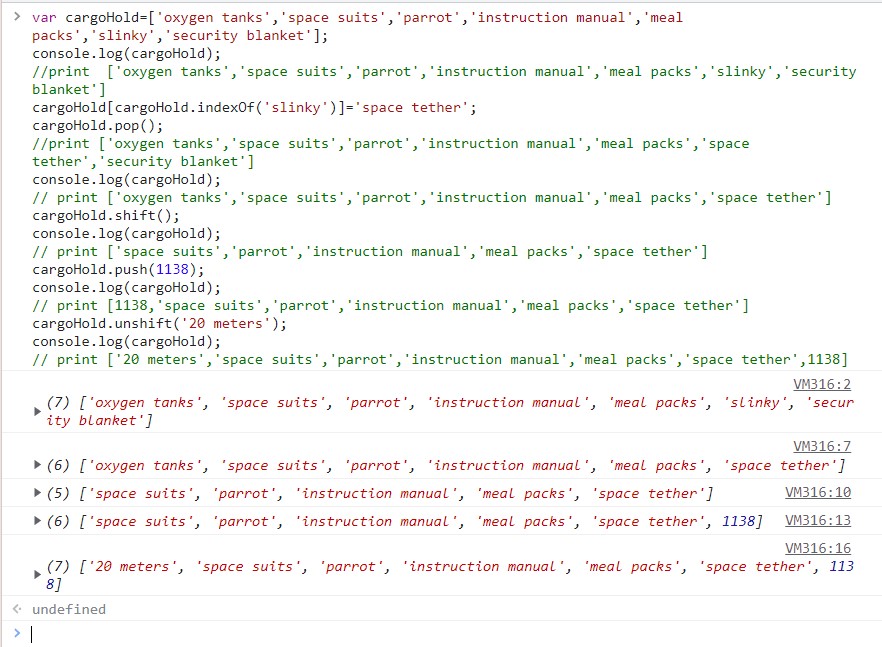 > var cargoHold=['oxygen tanks','space suits','parrot','instruction manual','meal
packs','slinky','security blanket'];
console.log(cargoHold);
//print  ['oxygen tanks','space suits','parrot','instruction manual','meal packs','slinky','security
blanket']
cargoHold[cargoHold.indexOf('slinky')]='space tether';
cargoHold.pop();
//print ['oxygen tanks','space suits','parrot','instruction manual','meal packs','space
tether','security blanket']
console.log(cargoHold);
// print ['oxygen tanks','space suits','parrot','instruction manual','meal packs','space tether']
cargoHold.shift();
console.log(cargoHold);
// print ['space suits','parrot','instruction manual','meal packs','space tether']
cargoHold.push(1138);
console.log(cargoHold);
// print [1138,'space suits','parrot','instruction manual','meal packs','space tether']
cargoHold.unshift('20 meters');
console.log(cargoHold);
// print ['20 meters','space suits','parrot','instruction manual','meal packs','space tether',1138]
VM316:2
(7) ['oxygen tanks', 'space suits', 'parrot', 'instruction manual', 'meal packs', 'slinky', 'secur
ity blanket']
VM316:7
(6) ['oxygen tanks', 'space suits', 'parrot', 'instruction manual', 'meal packs', 'space tether']
(5) ['space suits', 'parrot', 'instruction manual', 'meal packs', 'space tether'] VM316:10
(6) ['space suits', 'parrot', 'instruction manual', 'meal packs', 'space tether', 1138] VM316:13
VM316:16
(7) ['20 meters', 'space suits', 'parrot', 'instruction manual', 'meal packs', 'space tether', 113
8]
undefined
>